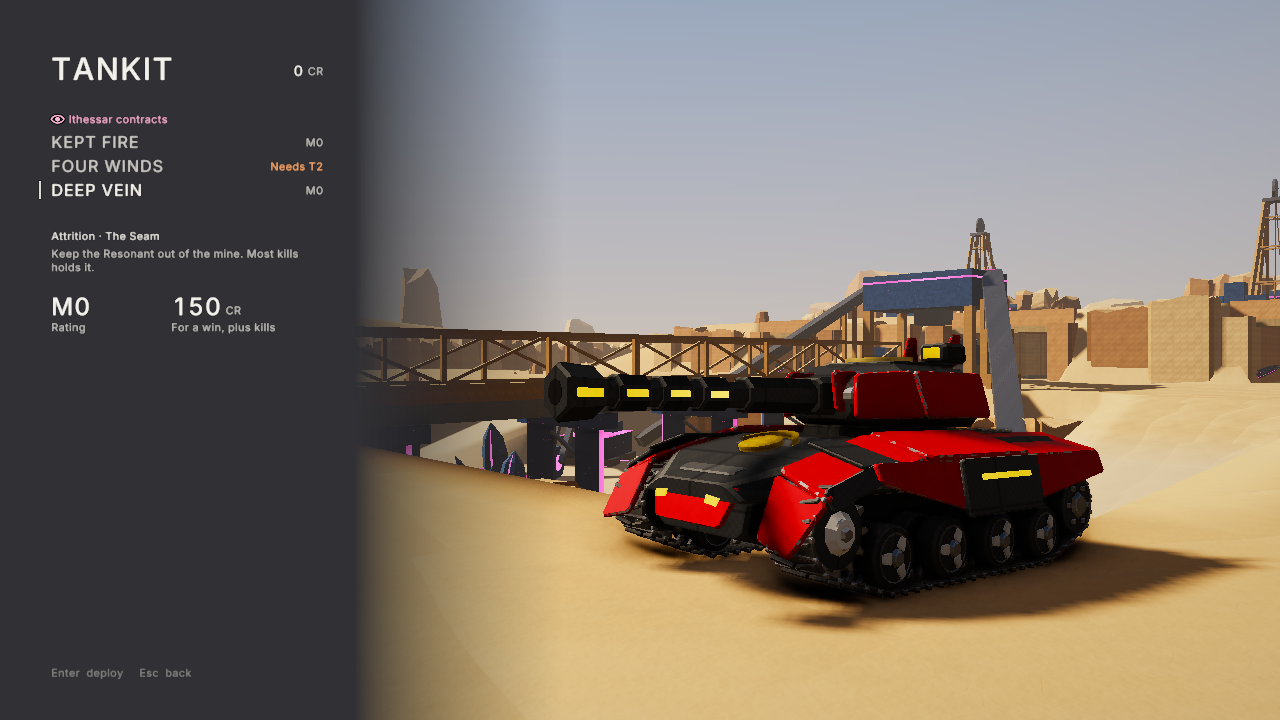 TANKIT
0 CR
Ithessar contracts
KEPT FIRE M0
FOUR WINDS Needs T2
DEEP VEIN M0
Attrition · The Seam
Keep the Resonant out of the mine. Most kills
holds it.
M0 150 CR
Rating For a win, plus kills
Enter deploy Esc back